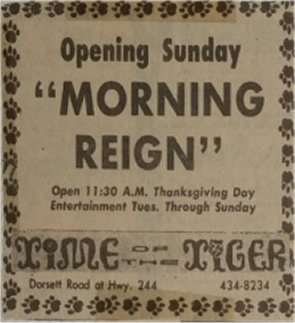 Opening Sunday
"MORNING
REIGN"
Open 11:30 A.M. Thanksgiving Day
Entertainment Tues. Through Sunday
TIME OF THE TIGER
Dorsett Road at Hwy. 244 434-8234